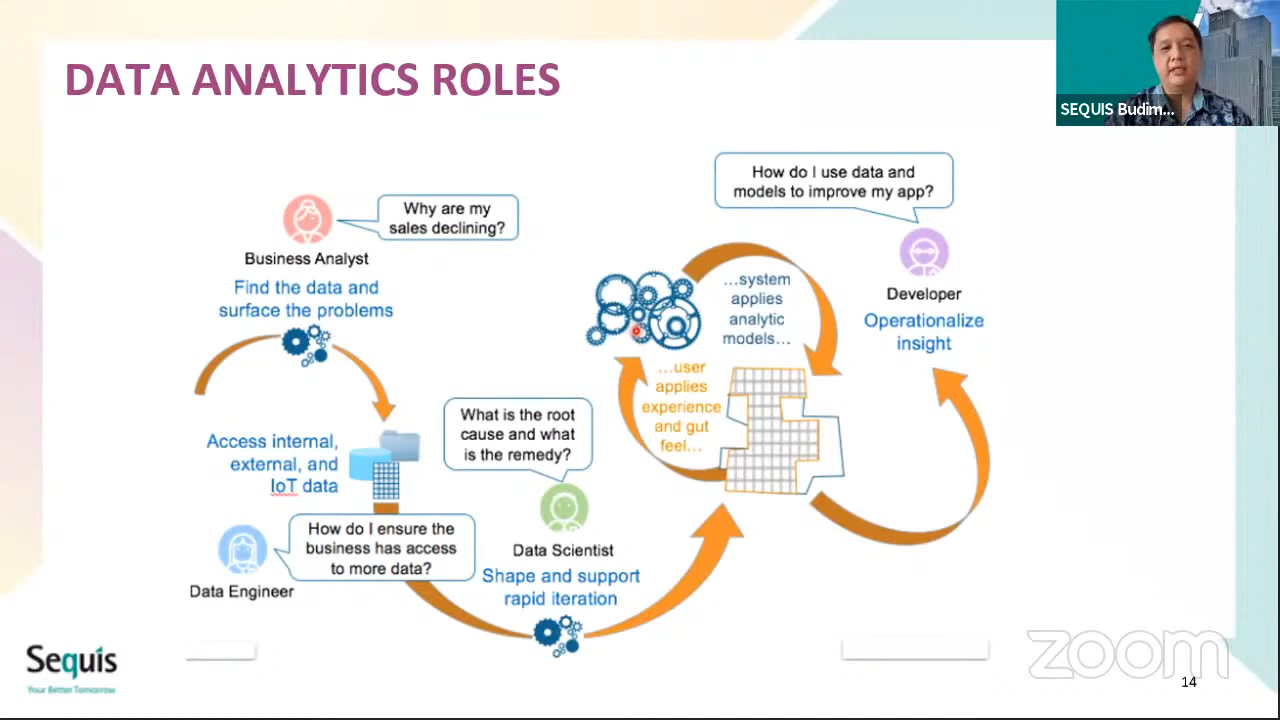 DATA ANALYTICS ROLES
SEQUIS Budim...
How do I use data and
models to improve my app?
Why are my
sales declining?
Business Analyst
Find the data and
surface the problems
Developer
Operationalize
insight
...system
applies
analytic
models...
...user
applies
experience
and gut
feel...
What is the root
cause and what
is the remedy?
Access internal,
external, and
IoT data
How do I ensure the
business has access
to more data?
Data Engineer
Data Scientist
Shape and support
rapid iteration
Sequis
Your Better Tomorrow
zoom
14